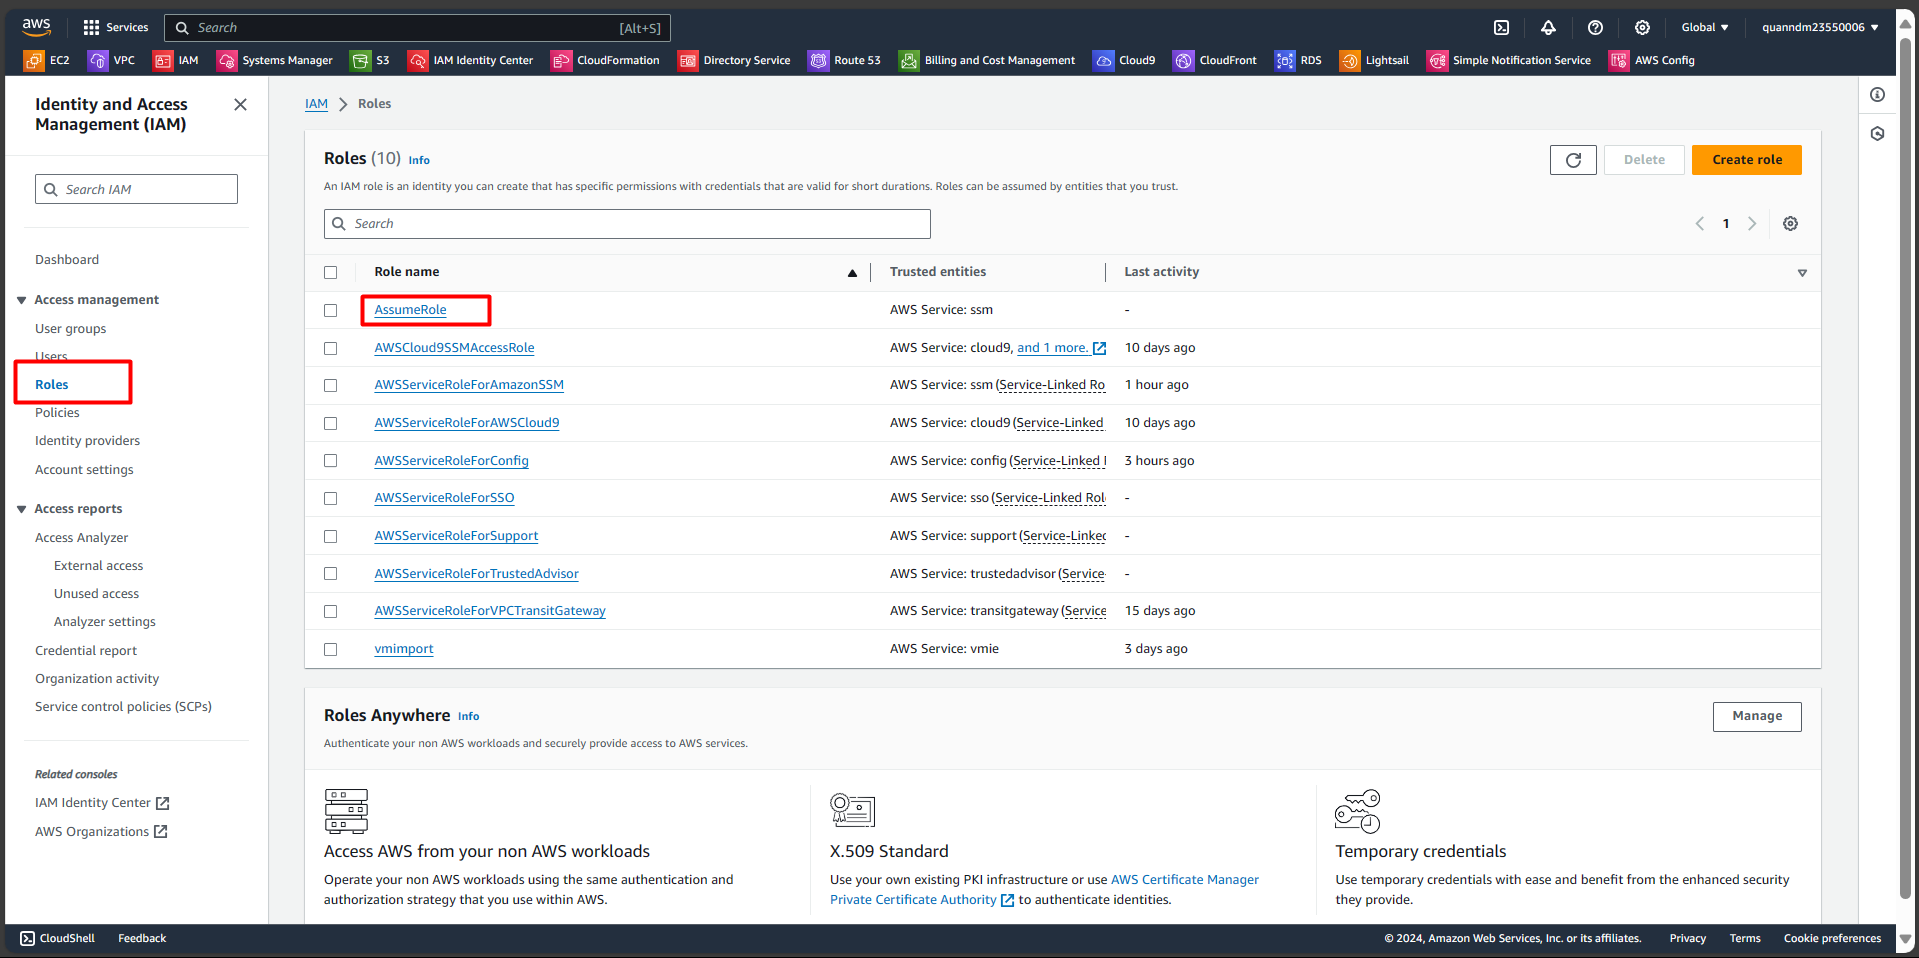 aws
Services
Search
[Alt+S]
Global
quanndm23550006
EC2
VPC
IAM
Systems Manager
S3
IAM Identity Center
CloudFormation
Directory Service
Route 53
Billing and Cost Management
Cloud9
CloudFront
RDS
Lightsail
Simple Notification Service
AWS Config
Identity and Access
Management (IAM)
Search IAM
Dashboard
Access management
User groups
Users
Roles
Policies
Identity providers
Account settings
Access reports
Access Analyzer
External access
Unused access
Analyzer settings
Credential report
Organization activity
Service control policies (SCPs)
Related consoles
IAM Identity Center
AWS Organizations
IAM > Roles
Roles (10) Info
Delete
Create role
An IAM role is an identity you can create that has specific permissions with credentials that are valid for short durations. Roles can be assumed by entities that you trust.
Search
1
Role name Trusted entities Last activity
AssumeRole AWS Service: ssm -
AWSCloud9SSMAccessRole AWS Service: cloud9, and 1 more. 10 days ago
AWSServiceRoleForAmazonSSM AWS Service: ssm (Service-Linked Ro 1 hour ago
AWSServiceRoleForAWSCloud9 AWS Service: cloud9 (Service-Linked 10 days ago
AWSServiceRoleForConfig AWS Service: config (Service-Linked 3 hours ago
AWSServiceRoleForSSO AWS Service: sso (Service-Linked Rol -
AWSServiceRoleForSupport AWS Service: support (Service-Linked -
AWSServiceRoleForTrustedAdvisor AWS Service: trustedadvisor (Service- -
AWSServiceRoleForVPCTransitGateway AWS Service: transitgateway (Service 15 days ago
vmimport AWS Service: vmie 3 days ago
Roles Anywhere Info
Manage
Authenticate your non AWS workloads and securely provide access to AWS services.
Access AWS from your non AWS workloads
Operate your non AWS workloads using the same authentication and
authorization strategy that you use within AWS.
X.509 Standard
Use your own existing PKI infrastructure or use AWS Certificate Manager
Private Certificate Authority to authenticate identities.
Temporary credentials
Use temporary credentials with ease and benefit from the enhanced security
they provide.
CloudShell
Feedback
© 2024, Amazon Web Services, Inc. or its affiliates.
Privacy
Terms
Cookie preferences